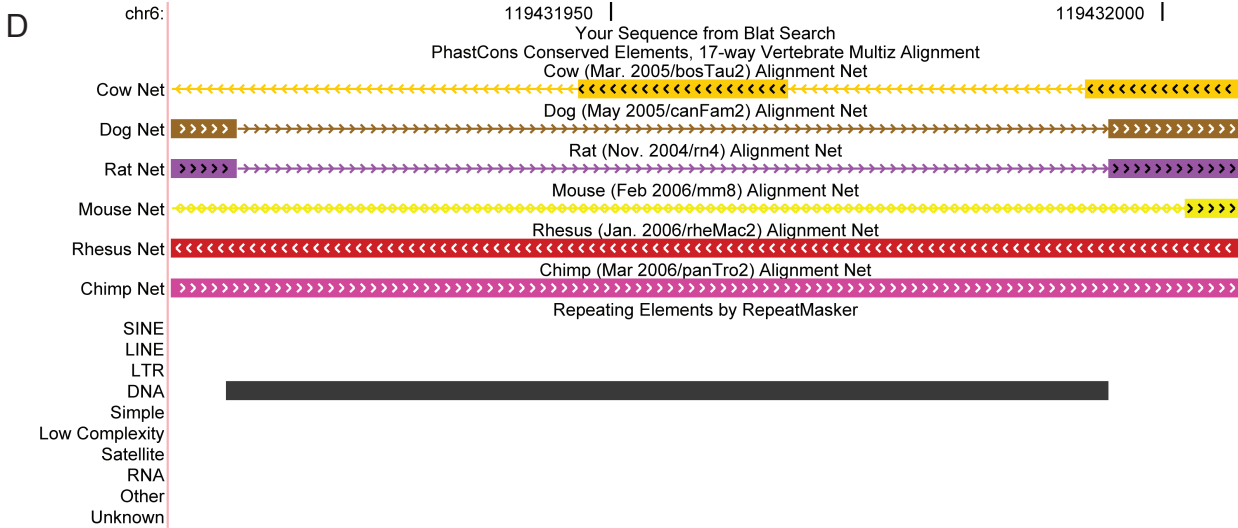 D
chr6: 119431950 119432000
Your Sequence from Blat Search
PhastCons Conserved Elements, 17-way Vertebrate Multiz Alignment
Cow (Mar. 2005/bosTau2) Alignment Net
Cow Net
Dog (May 2005/canFam2) Alignment Net
Dog Net
Rat (Nov. 2004/rn4) Alignment Net
Rat Net
Mouse (Feb 2006/mm8) Alignment Net
Mouse Net
Rhesus (Jan. 2006/rheMac2) Alignment Net
Rhesus Net
Chimp (Mar 2006/panTro2) Alignment Net
Chimp Net
Repeating Elements by RepeatMasker
SINE
LINE
LTR
DNA
Simple
Low Complexity
Satellite
RNA
Other
Unknown